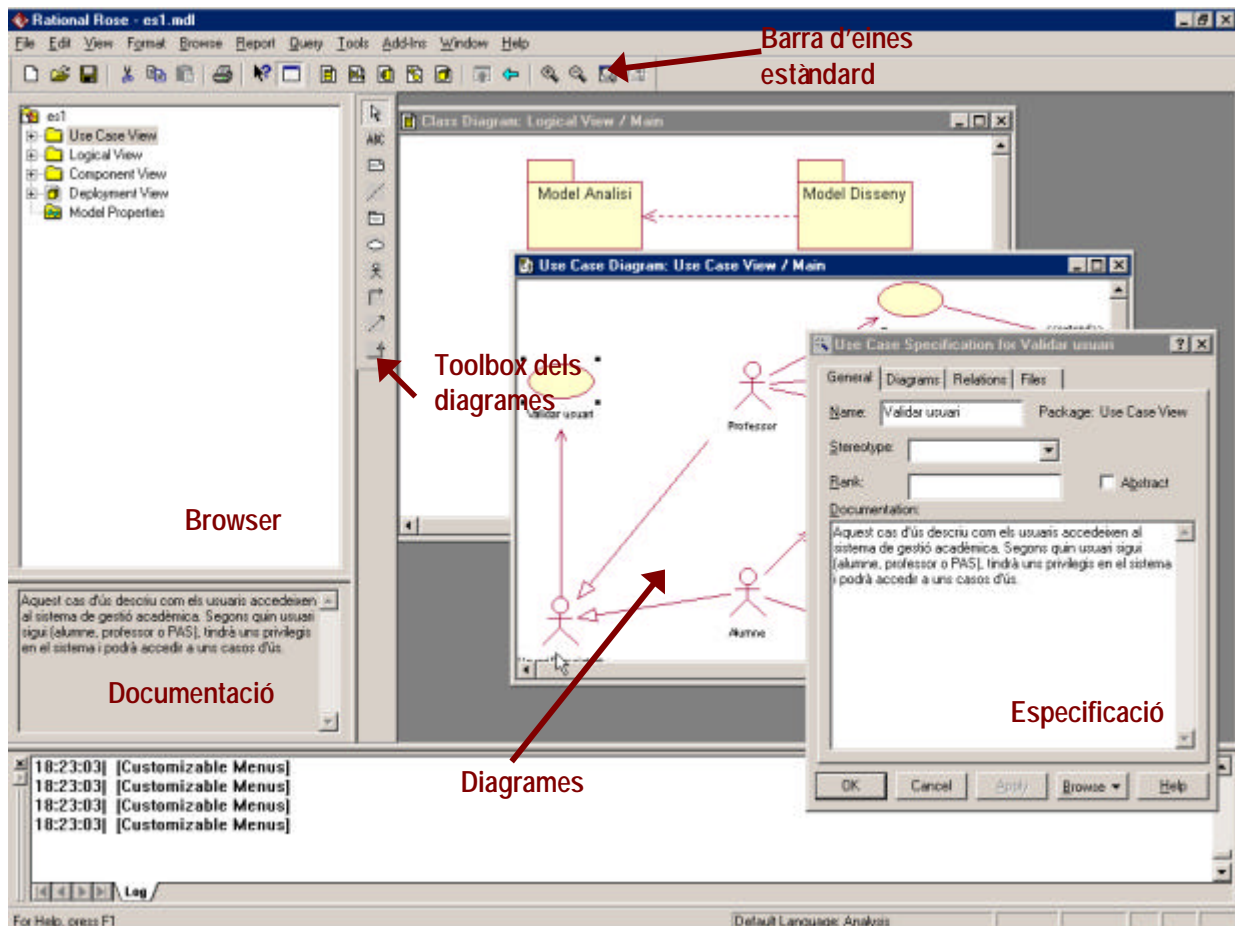 Rational Rose - es1.mdl
File Edit View Format Browse Report Query Tools Add-Ins Window Help
Barra d'eines
estàndard
es1
Use Case View
Logical View
Component View
Deployment View
Model Properties
ABC
Class Diagram: Logical View / Main
Model Analisi
Model Disseny
Use Case Diagram: Use Case View / Main
Toolbox dels
diagrames
Validar usuari
Professor
Alumne
Use Case Specification for Validar usuari
General Diagrams Relations Files
Name: Validar usuari Package: Use Case View
Stereotype:
Rank: Abstract
Documentation:
Aquest cas d'ús descriu com els usuaris accedeixen al
sistema de gestió acadèmica. Segons quin usuari sigui
(alumne, professor o PAS), tindrà uns privilegis en el sistema
i podrà accedir a uns casos d'ús.
Especificació
OK Cancel Apply Browse Help
Browser
Aquest cas d'ús descriu com els usuaris accedeixen
al sistema de gestió acadèmica. Segons quin usuari
sigui (alumne, professor o PAS), tindrà uns privilegis
en el sistema i podrà accedir a uns casos d'ús.
Documentació
Diagrames
18:23:03| [Customizable Menus]
18:23:03| [Customizable Menus]
18:23:03| [Customizable Menus]
18:23:03| [Customizable Menus]
Log
For Help, press F1
Default Language: Analysis